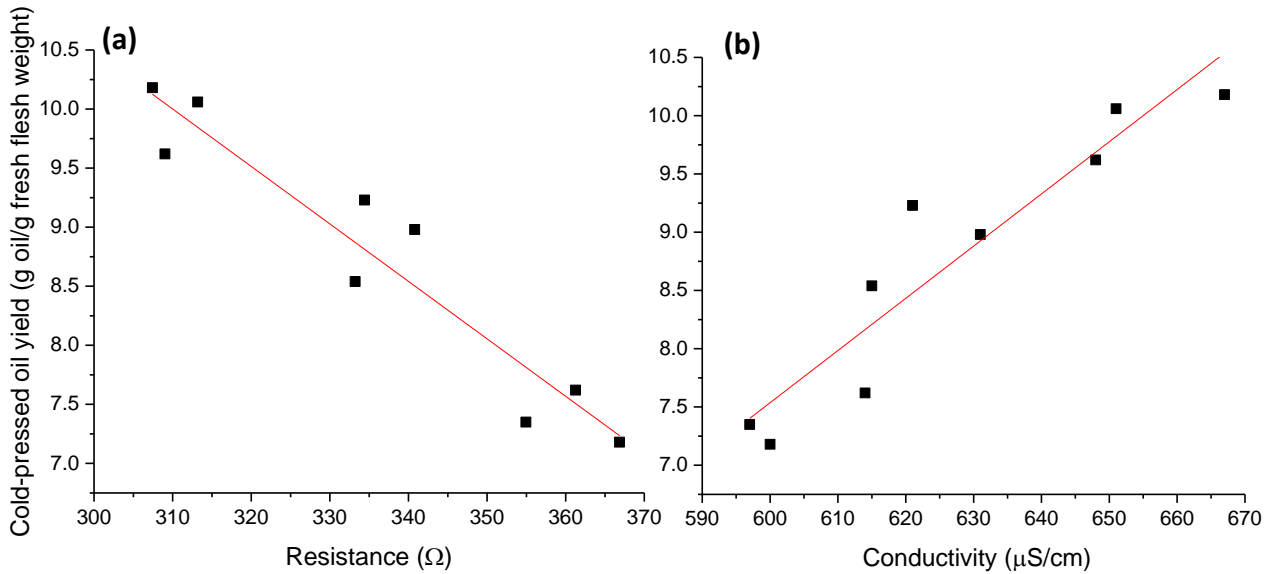 (a)
Cold-pressed oil yield (g oil/g fresh flesh weight)
10.5
10.0
9.5
9.0
8.5
8.0
7.5
7.0
300 310 320 330 340 350 360 370
Resistance (Ω)
(b)
10.5
10.0
9.5
9.0
8.5
8.0
7.5
7.0
590 600 610 620 630 640 650 660 670
Conductivity (μS/cm)